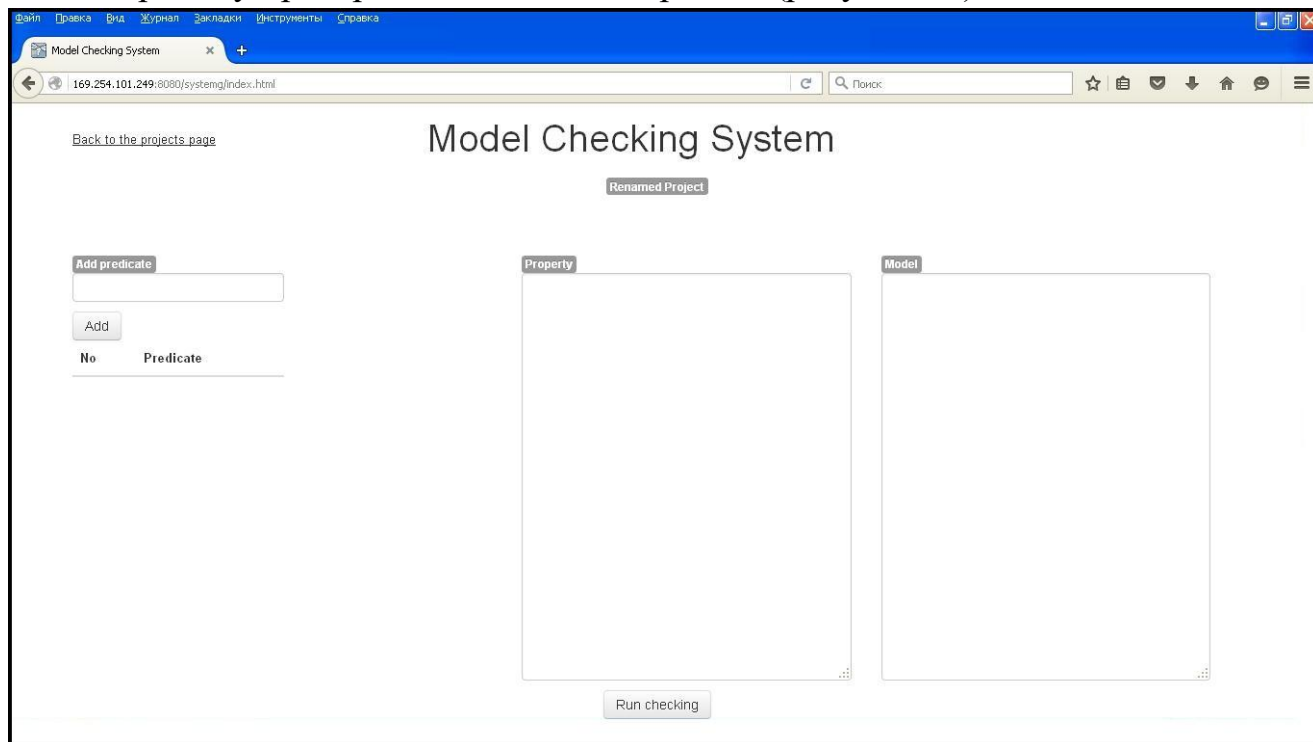 Файл Правка Вид Журнал Закладки Инструменты Справка
Model Checking System × +
169.254.101.249:8080/systemg/index.html
Поиск
Back to the projects page
Model Checking System
Renamed Project
Add predicate
Property
Model
Add
No Predicate
Run checking